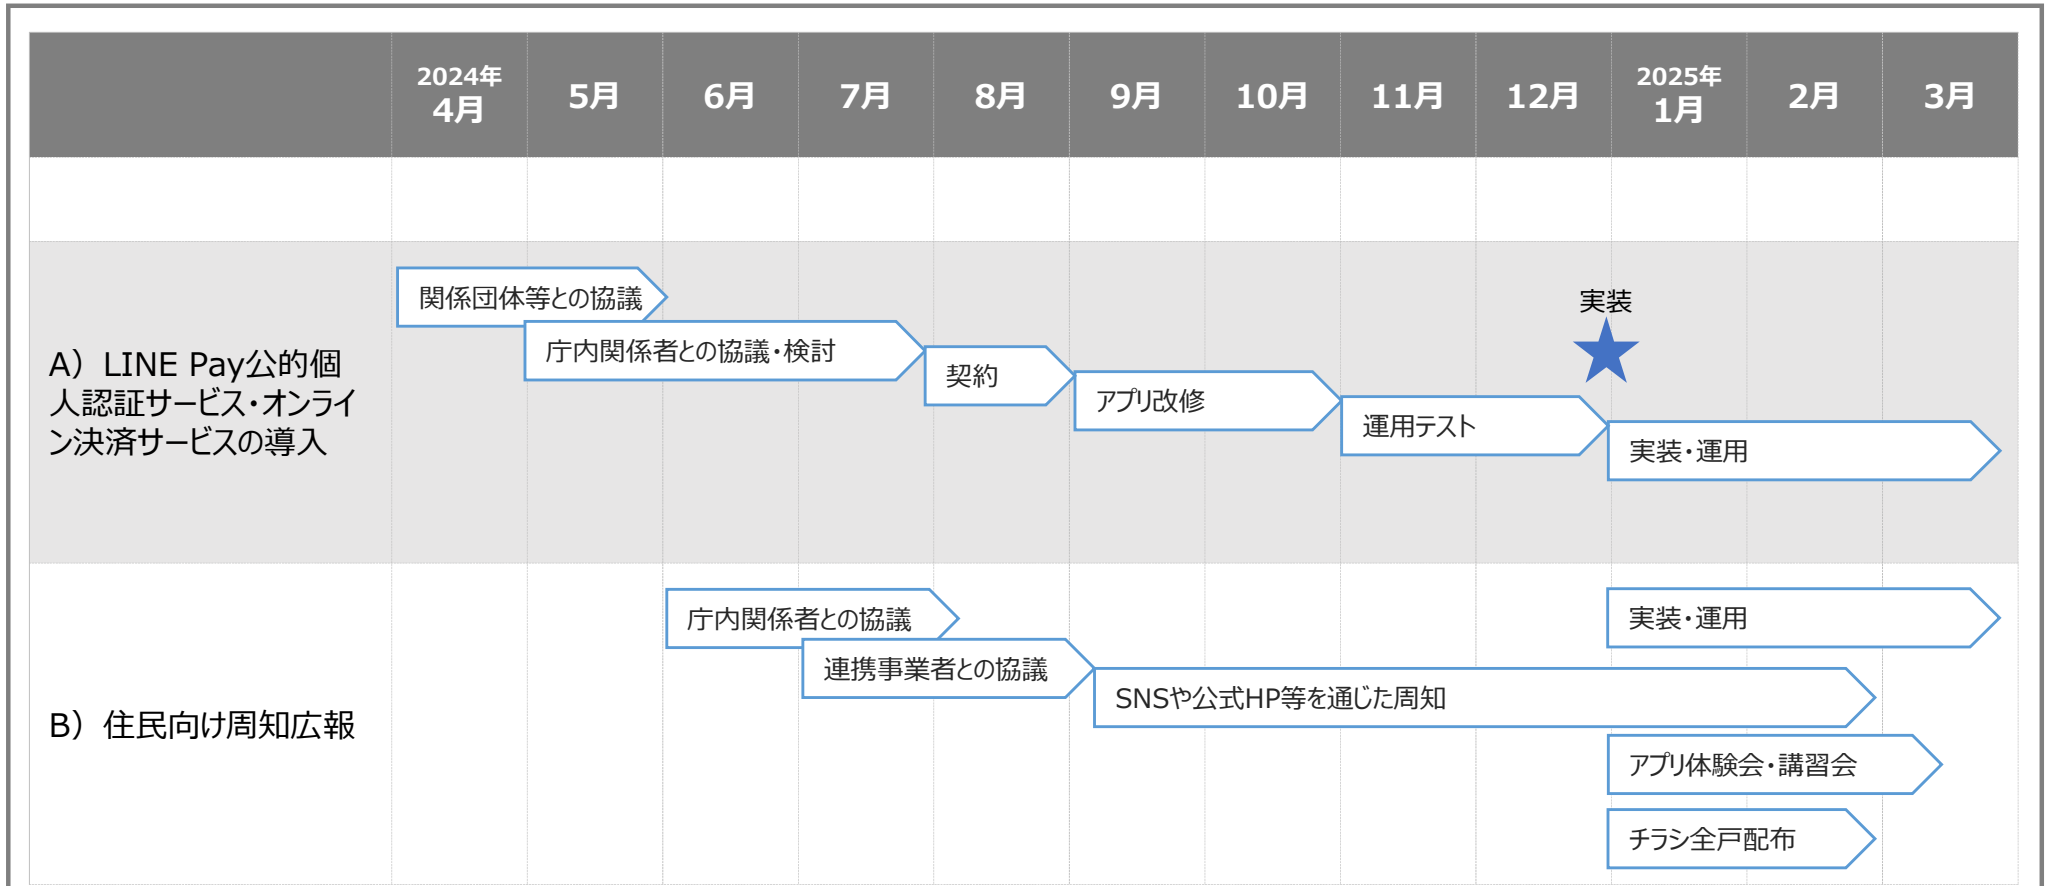 2024年
4月
5月
6月
7月
8月
9月
10月
11月
12月
2025年
1月
2月
3月
A）LINE Pay公的個
人認証サービス・オンライ
ン決済サービスの導入
関係団体等との協議
庁内関係者との協議・検討
契約
アプリ改修
運用テスト
実装
実装・運用
B）住民向け周知広報
庁内関係者との協議
連携事業者との協議
SNSや公式HP等を通じた周知
実装・運用
アプリ体験会・講習会
チラシ全戸配布